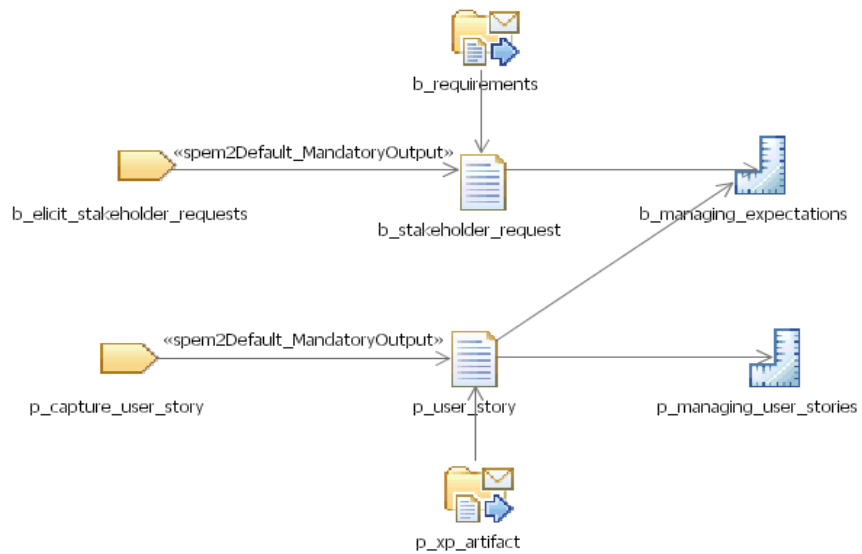 b_requirements
«spem2Default_MandatoryOutput»
b_elicit_stakeholder_requests
b_stakeholder_request
b_managing_expectations
«spem2Default_MandatoryOutput»
p_capture_user_story
p_user_story
p_managing_user_stories
p_xp_artifact